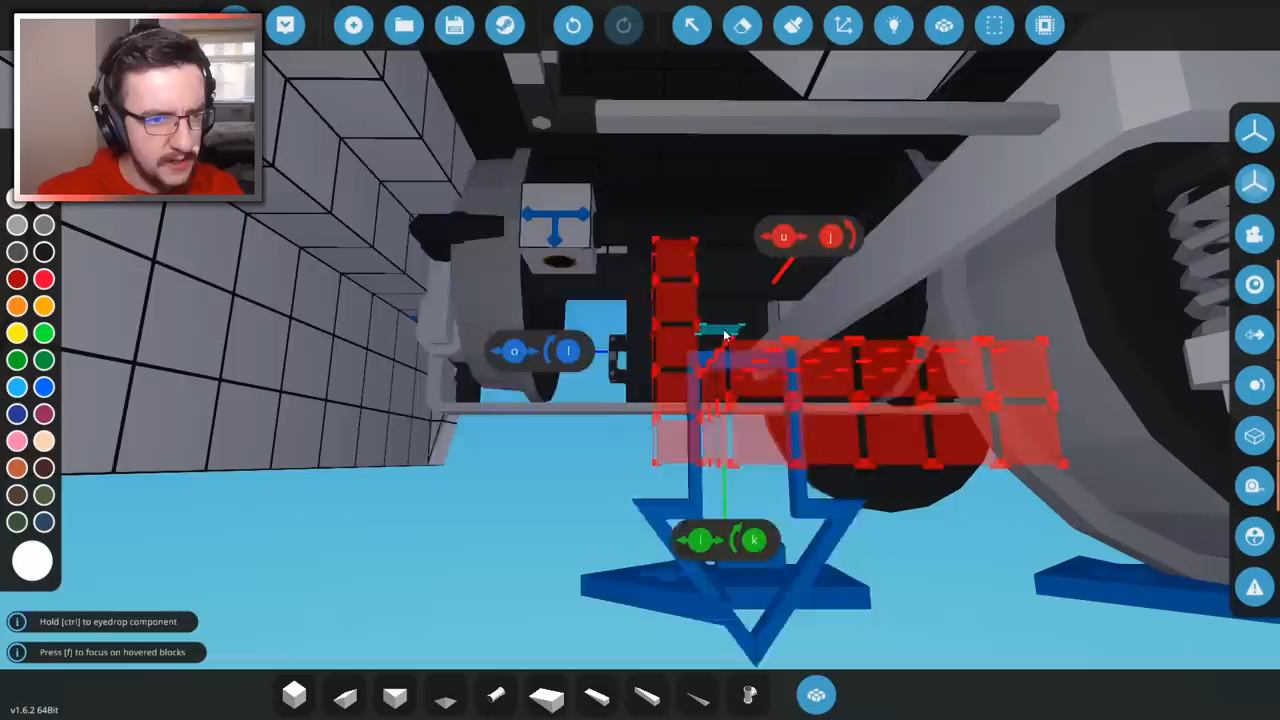 u j
o l
i k
Hold [ctrl] to eyedrop component
Press [f] to focus on hovered blocks
v1.6.2 64Bit